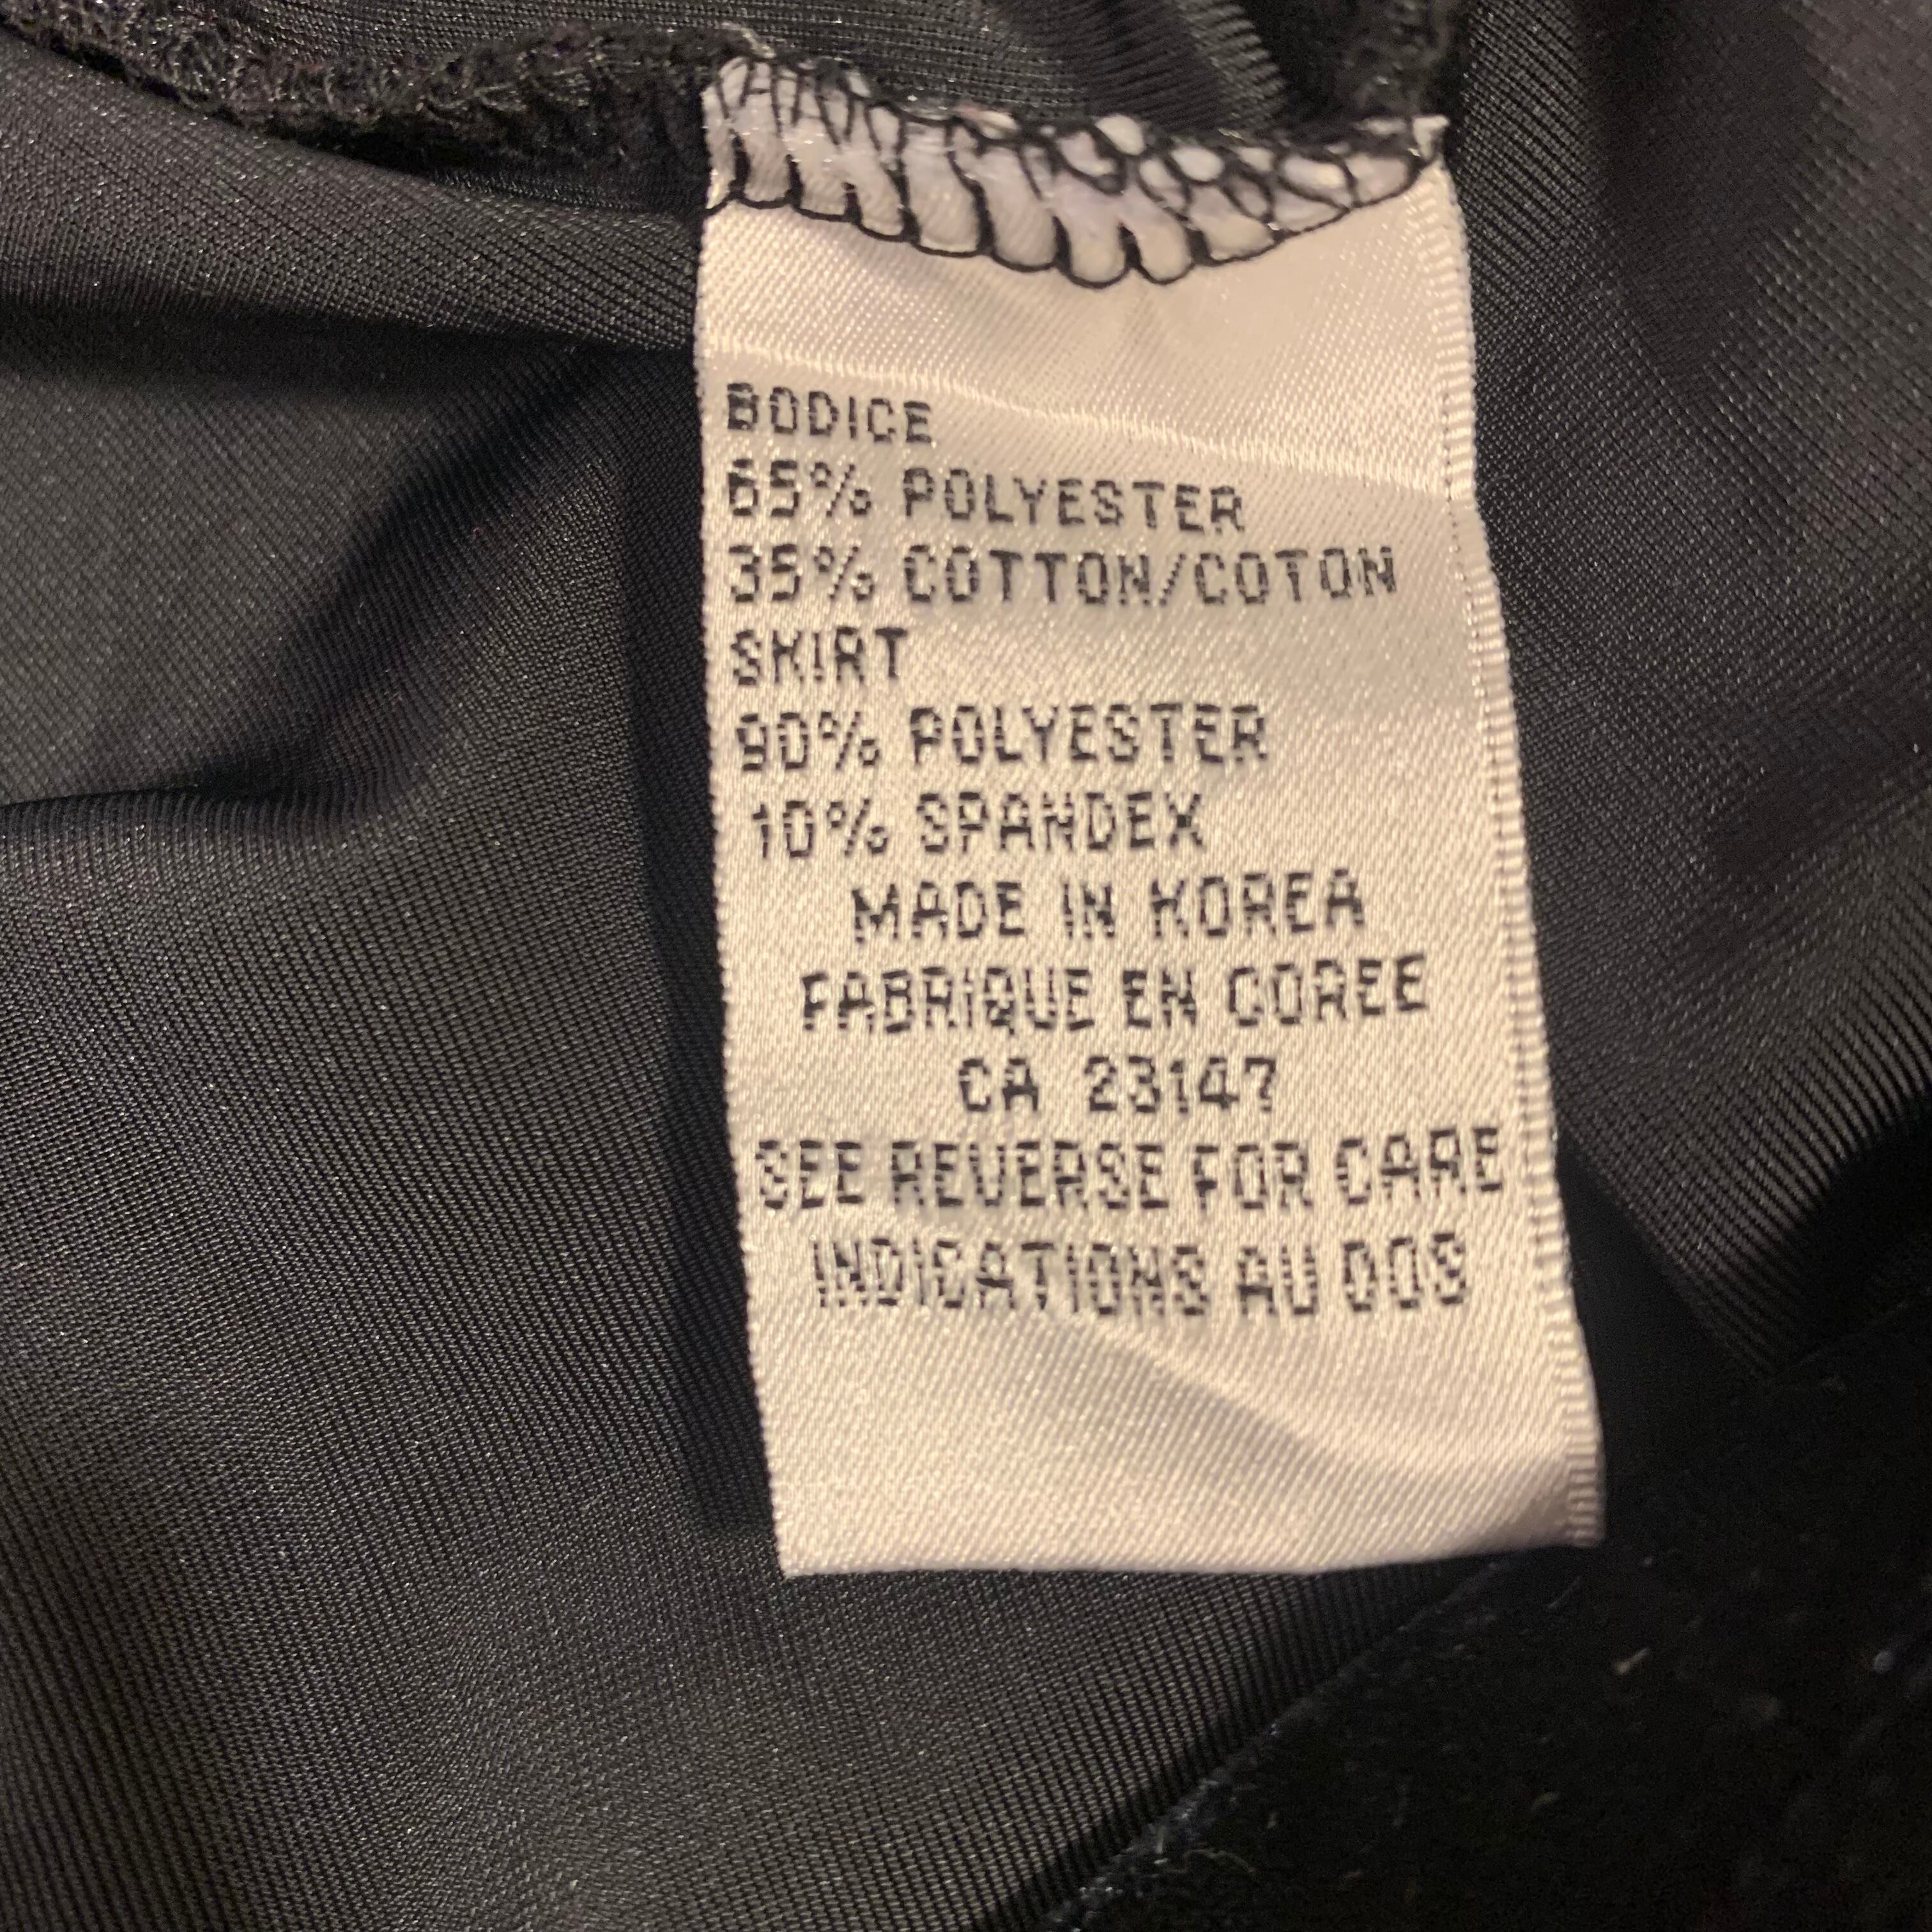 BODICE
65% POLYESTER
35% COTTON/COTON
SKIRT
90% POLYESTER
10% SPANDEX
MADE IN KOREA
FABRIQUE EN COREE
CA 23147
SEE REVERSE FOR CARE
INDICATIONS AU DOS